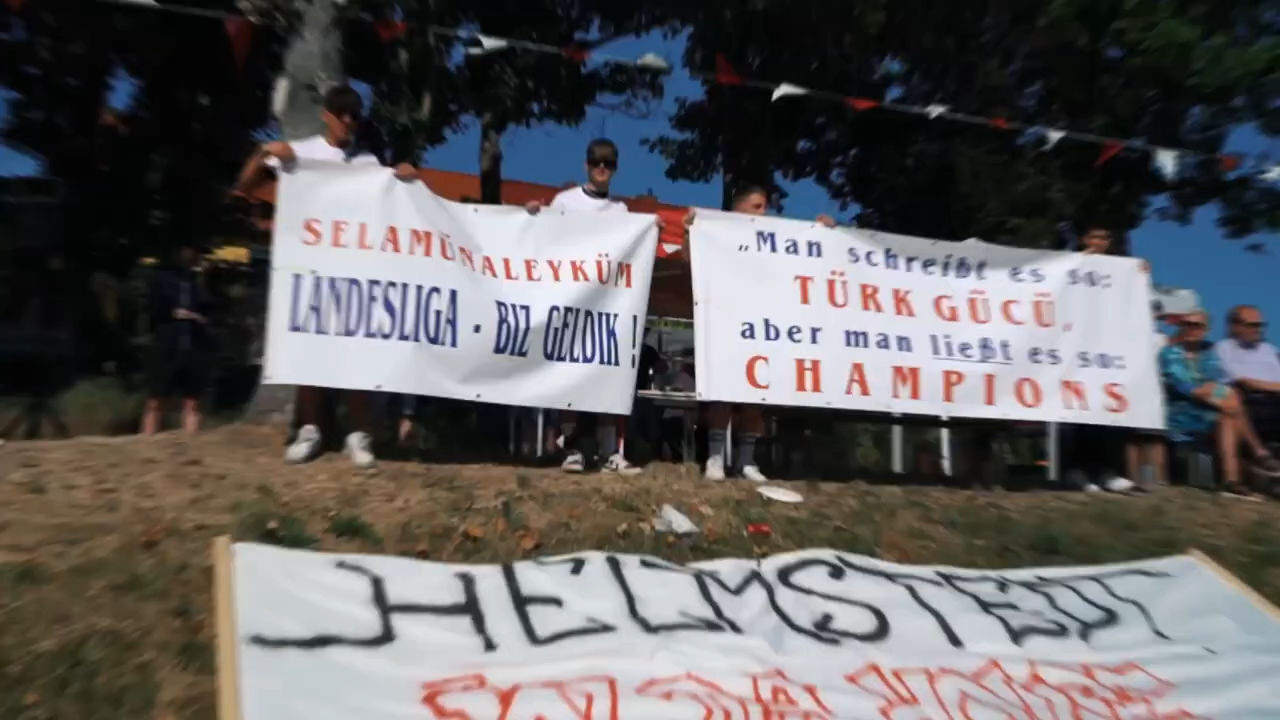 SELAMÜNALEYKÜM
LANDESLIGA - BIZ GELDIK !
„Man schreibt es so:
TÜRK GÜCÜ„
aber man ließt es so:
CHAMPIONS
HELMSTEDT